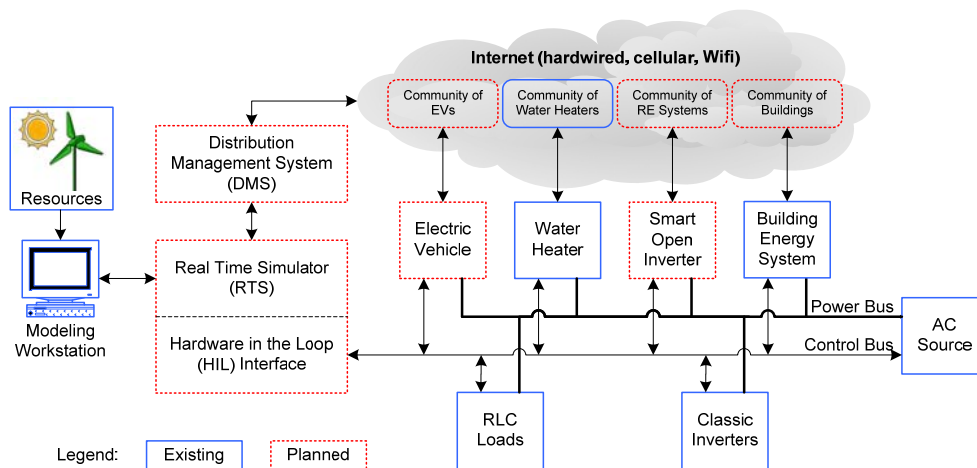 Internet (hardwired, cellular, Wifi)
Community of
EVs
Community of
Water Heaters
Community of
RE Systems
Community of
Buildings
Resources
Distribution
Management System
(DMS)
Electric
Vehicle
Water
Heater
Smart
Open
Inverter
Building
Energy
System
Real Time Simulator
(RTS)
Modeling
Workstation
Hardware in the Loop
(HIL) Interface
Power Bus
Control Bus
AC
Source
RLC
Loads
Classic
Inverters
Legend:
Existing
Planned